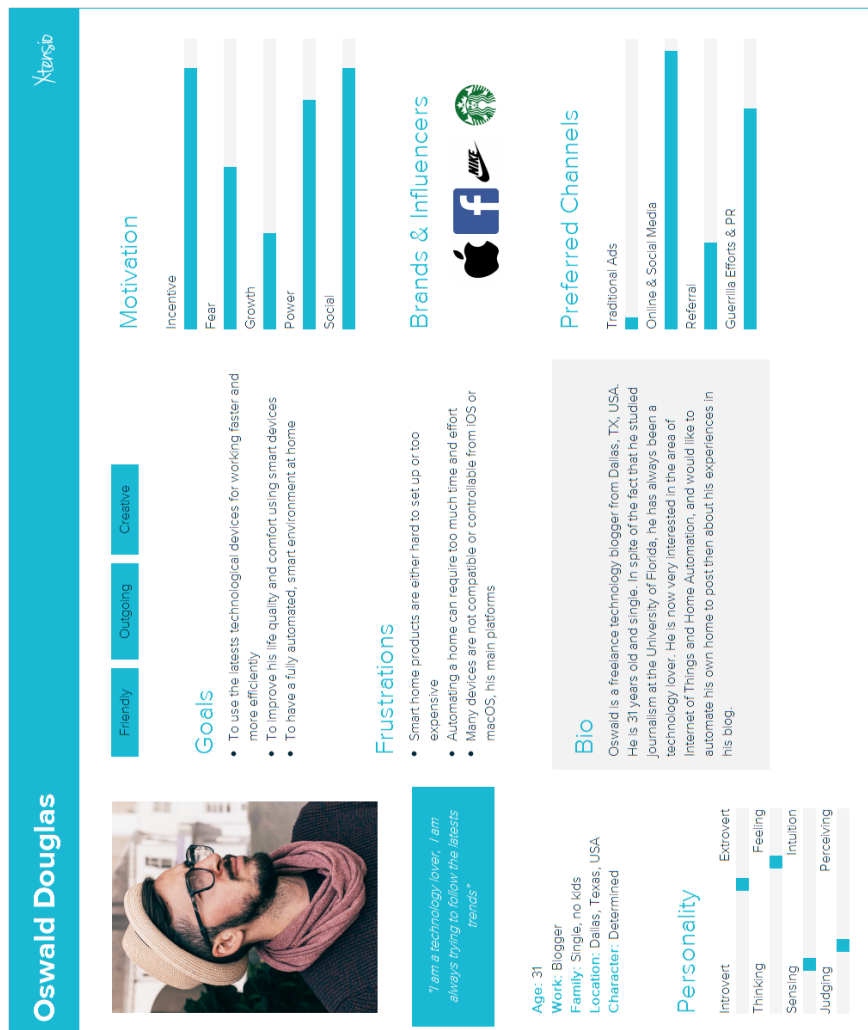 Oswald Douglas
Xtensio
"I am a technology lover, I am
always trying to follow the latests
trends"
Age: 31
Work: Blogger
Family: Single, no kids
Location: Dallas, Texas, USA
Character: Determined
Personality
Introvert Extrovert
Thinking Feeling
Sensing Intuition
Judging Perceiving
Friendly Outgoing Creative
Goals
• To use the latests technological devices for working faster and
more efficiently
• To improve his life quality and comfort using smart devices
• To have a fully automated, smart environment at home
Frustrations
• Smart home products are either hard to set up or too
expensive
• Automating a home can require too much time and effort
• Many devices are not compatible or controllable from iOS or
macOS, his main platforms
Bio
Oswald is a freelance technology blogger from Dallas, TX, USA.
He is 31 years old and single. In spite of the fact that he studied
journalism at the University of Florida, he has always been a
technology lover. He is now very interested in the area of
Internet of Things and Home Automation, and would like to
automate his own home to post then about his experiences in
his blog.
Motivation
Incentive
Fear
Growth
Power
Social
Brands & Influencers
f
NIKE
Preferred Channels
Traditional Ads
Online & Social Media
Referral
Guerrilla Efforts & PR